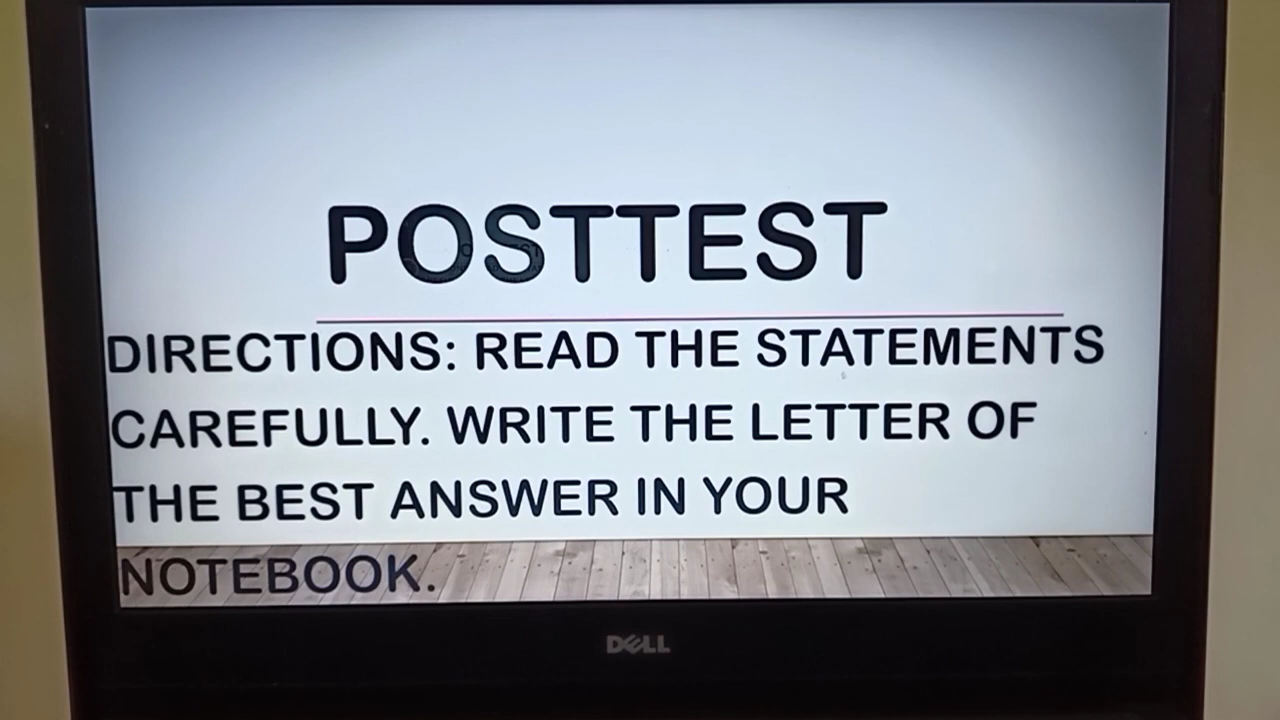 POSTTEST
DIRECTIONS: READ THE STATEMENTS
CAREFULLY. WRITE THE LETTER OF
THE BEST ANSWER IN YOUR
NOTEBOOK.
DELL